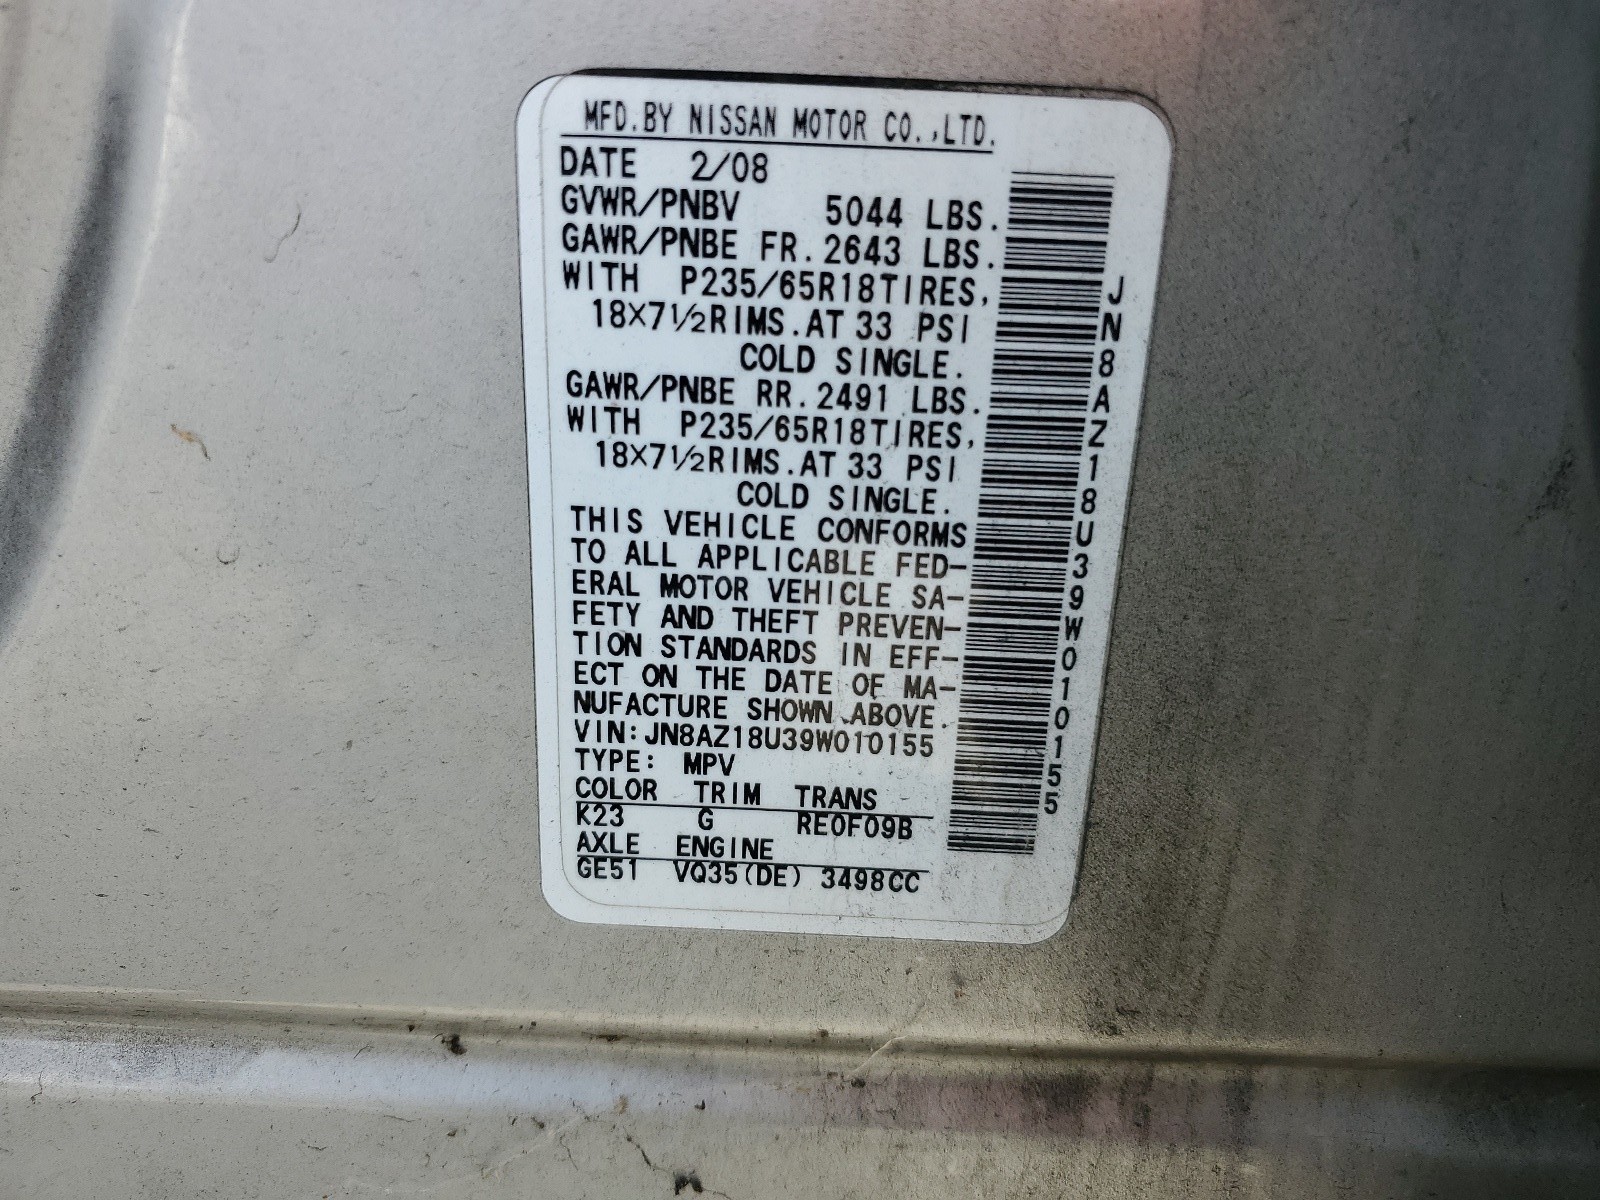 MFD.BY NISSAN MOTOR CO.,LTD.
DATE 2/08
GVWR/PNBV 5044 LBS.
GAWR/PNBE FR. 2643 LBS.
WITH P235/65R18TIRES,
18X7½RIMS.AT 33 PSI
COLD SINGLE.
GAWR/PNBE RR. 2491 LBS.
WITH P235/65R18TIRES,
18X7½RIMS.AT 33 PSI
COLD SINGLE.
THIS VEHICLE CONFORMS
TO ALL APPLICABLE FED-
ERAL MOTOR VEHICLE SA-
FETY AND THEFT PREVEN-
TION STANDARDS IN EFF-
ECT ON THE DATE OF MA-
NUFACTURE SHOWN ABOVE.
VIN:JN8AZ18U39W010155
TYPE: MPV
COLOR TRIM TRANS
K23 G RE0F09B
AXLE ENGINE
GE51 VQ35(DE) 3498CC
JN8AZ18U39W010155